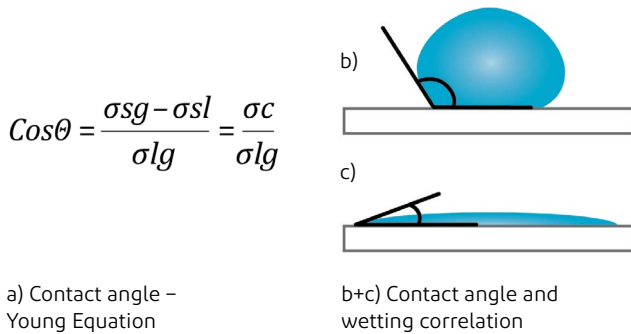 CosΘ = (σsg – σsl)/σlg = σc/σlg
b)
c)
a) Contact angle –
Young Equation
b+c) Contact angle and
wetting correlation